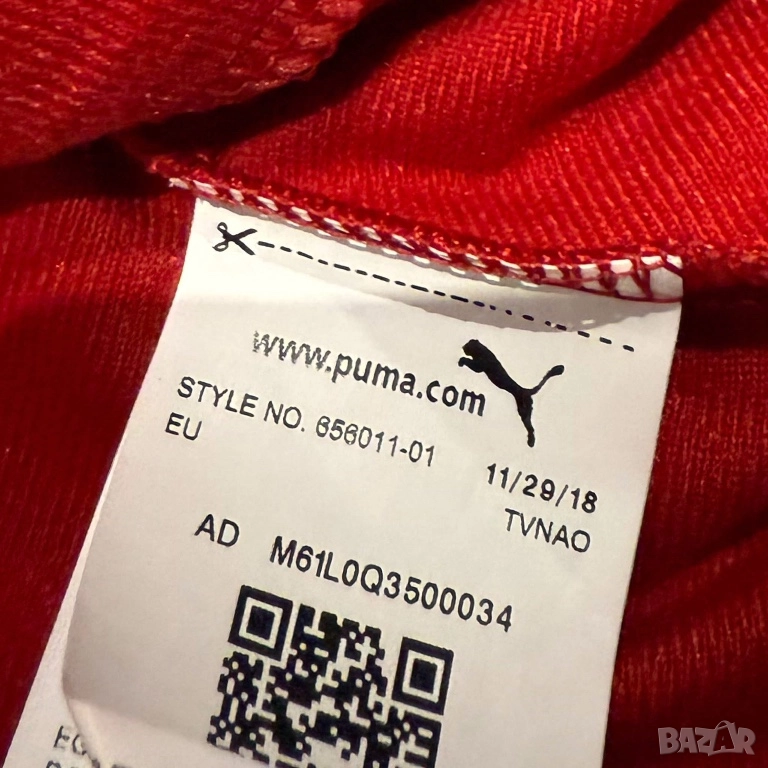 www.puma.com
STYLE NO. 656011-01
EU
11/29/18
TVNAO
AD M61L0Q3500034
BAZAR